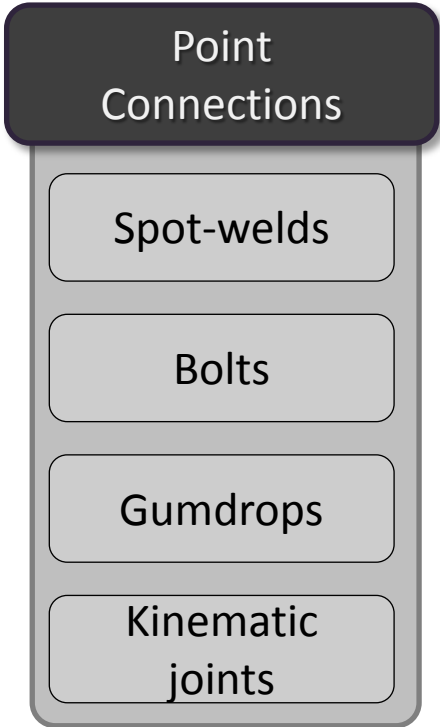 Point
Connections
Spot-welds
Bolts
Gumdrops
Kinematic
joints